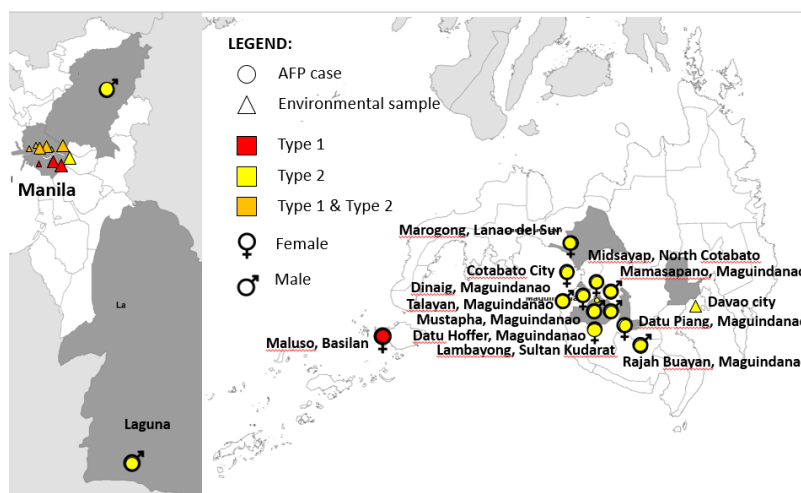 LEGEND:
AFP case
Environmental sample
Type 1
Type 2
Type 1 & Type 2
Female
Male
Manila
La
Laguna
Marogong, Lanao del Sur
Midsayap, North Cotabato
Cotabato City
Mamasapano, Maguindanao
Dinaig, Maguindanao
Talayan, Maguindanao
Davao city
Mustapha, Maguindanao
Datu Piang, Maguindanao
Datu Hoffer, Maguindanao
Maluso, Basilan
Lambayong, Sultan Kudarat
Rajah Buayan, Maguindanao